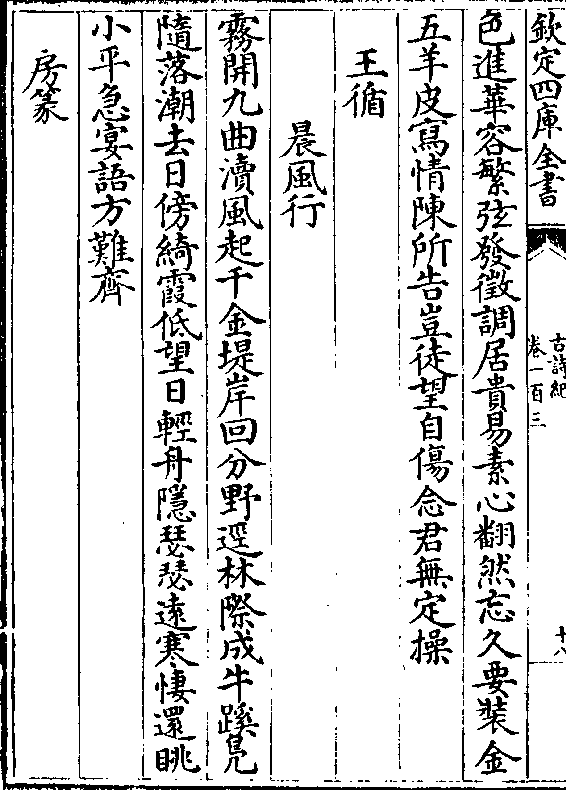 欽定四庫全書
古詩紀
卷一百三
十八
色進華容繁弦發徵調居貴易素心翻然忘久要裝金
五羊皮寫情陳所告豈徒望自傷念君無定操
王循
晨風行
霧開九曲瀆風起千金堤岸回分野逕林際成牛蹊鳬
隨落潮去日傍綺霞低望日輕舟隱瑟瑟遠寒悽還眺
小平急宴語方難齊
房篆